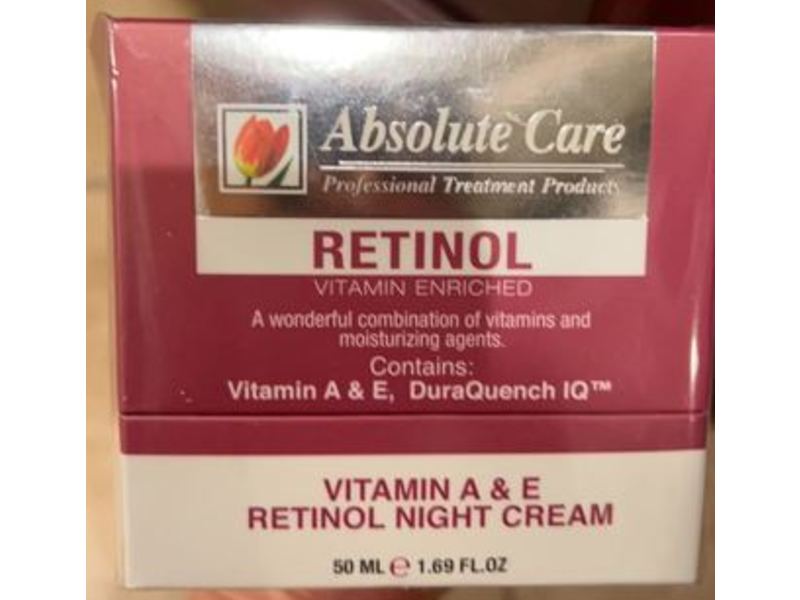 Absolute Care
Professional Treatment Products
RETINOL
VITAMIN ENRICHED
A wonderful combination of vitamins and
moisturizing agents.
Contains:
Vitamin A & E, DuraQuench IQ™
VITAMIN A & E
RETINOL NIGHT CREAM
50 ML ℮ 1.69 FL.OZ